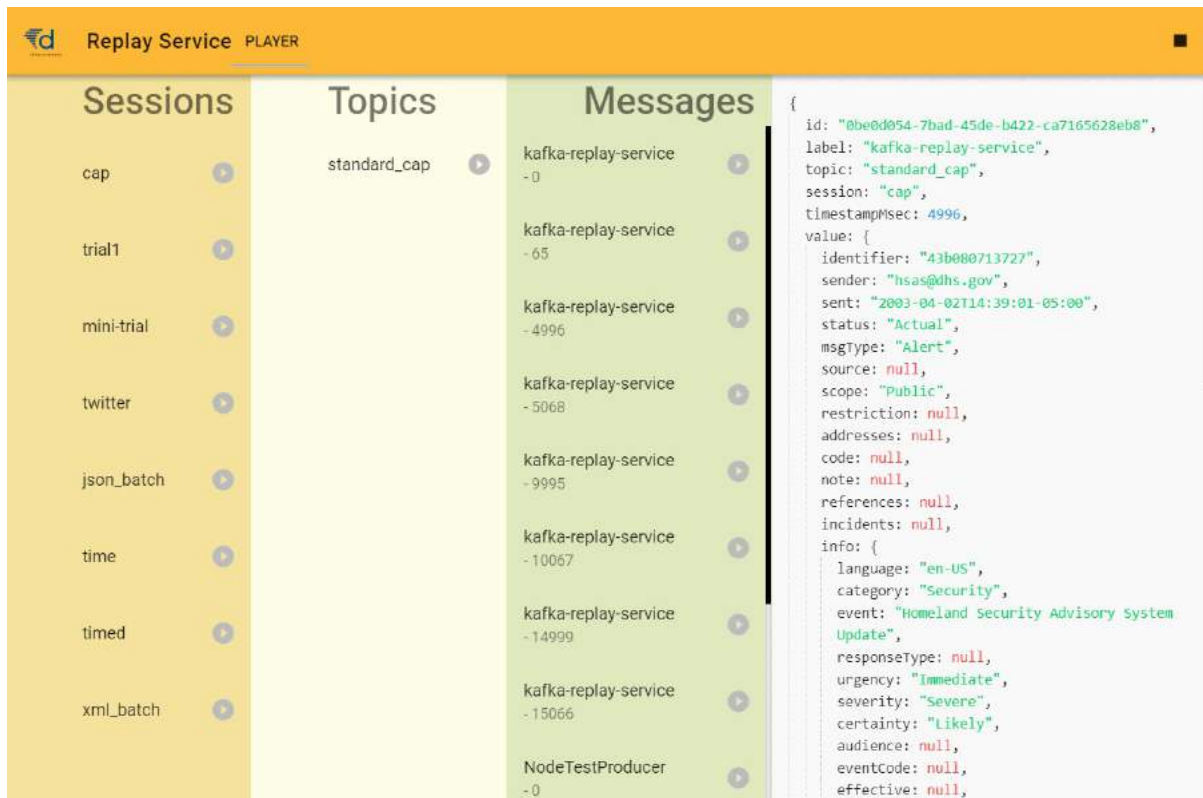 d
Replay Service PLAYER
Sessions
cap
trial1
mini-trial
twitter
json_batch
time
timed
xml_batch
Topics
standard_cap
Messages
kafka-replay-service
- 0
kafka-replay-service
- 65
kafka-replay-service
- 4996
kafka-replay-service
- 5068
kafka-replay-service
- 9995
kafka-replay-service
- 10067
kafka-replay-service
- 14999
kafka-replay-service
- 15066
NodeTestProducer
- 0
{
id: "0be0d054-7bad-45de-b422-ca7165628eb8",
label: "kafka-replay-service",
topic: "standard_cap",
session: "cap",
timestampMsec: 4996,
value: {
identifier: "43b080713727",
sender: "hsas@dhs.gov",
sent: "2003-04-02T14:39:01-05:00",
status: "Actual",
msgType: "Alert",
source: null,
scope: "Public",
restriction: null,
addresses: null,
code: null,
note: null,
references: null,
incidents: null,
info: {
language: "en-US",
category: "Security",
event: "Homeland Security Advisory System
Update",
responseType: null,
urgency: "Immediate",
severity: "Severe",
certainty: "Likely",
audience: null,
eventCode: null,
effective: null,